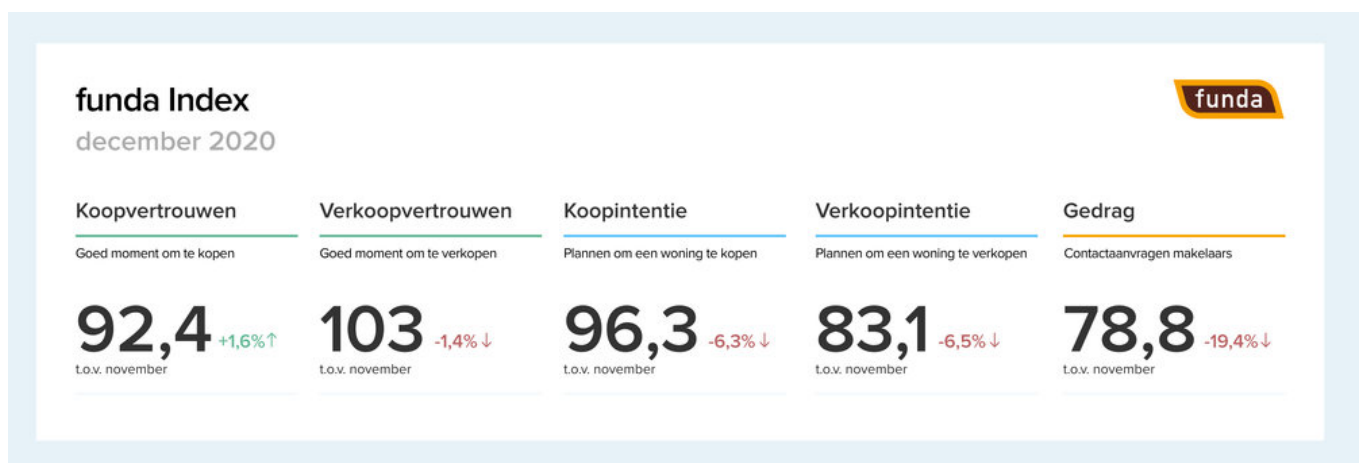 funda Index
funda
december 2020
Koopvertrouwen
Goed moment om te kopen
92,4 +1,6%↑
t.o.v. november
Verkoopvertrouwen
Goed moment om te verkopen
103 -1,4%↓
t.o.v. november
Koopintentie
Plannen om een woning te kopen
96,3 -6,3%↓
t.o.v. november
Verkoopintentie
Plannen om een woning te verkopen
83,1 -6,5%↓
t.o.v. november
Gedrag
Contactaanvragen makelaars
78,8 -19,4%↓
t.o.v. november